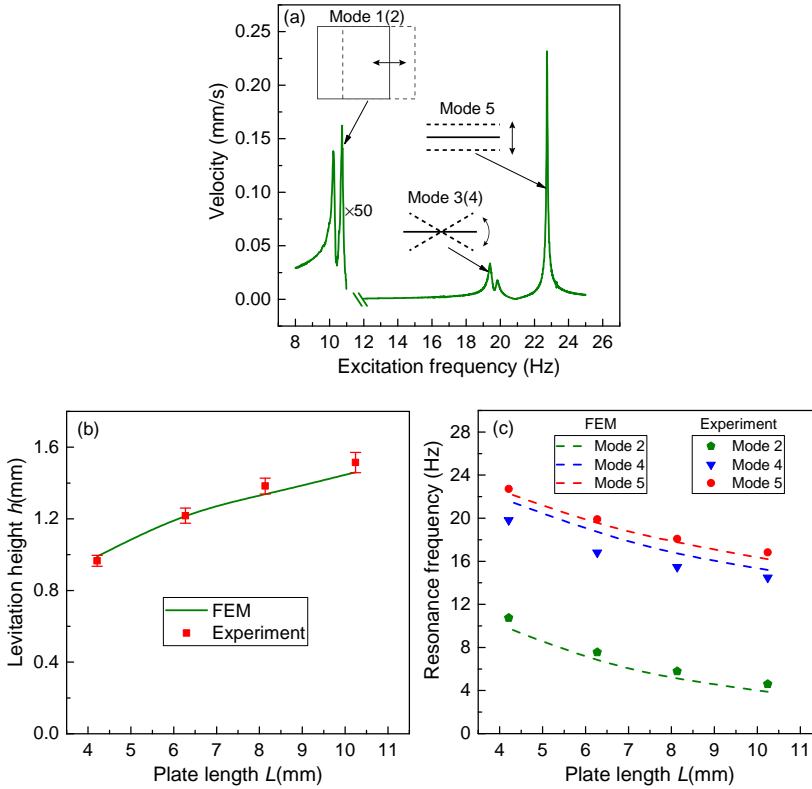 (a)
Mode 1(2)
Mode 5
Mode 3(4)
×50
Velocity (mm/s)
0.25
0.20
0.15
0.10
0.05
0.00
8 10 12 14 16 18 20 22 24 26
Excitation frequency (Hz)
(b)
Levitation height h(mm)
1.6
1.2
0.8
0.4
0.0
FEM
Experiment
4 5 6 7 8 9 10 11
Plate length L(mm)
(c)
FEM Experiment
Mode 2 Mode 2
Mode 4 Mode 4
Mode 5 Mode 5
Resonance frequency (Hz)
28
24
20
16
12
8
4
0
4 5 6 7 8 9 10 11
Plate length L(mm)